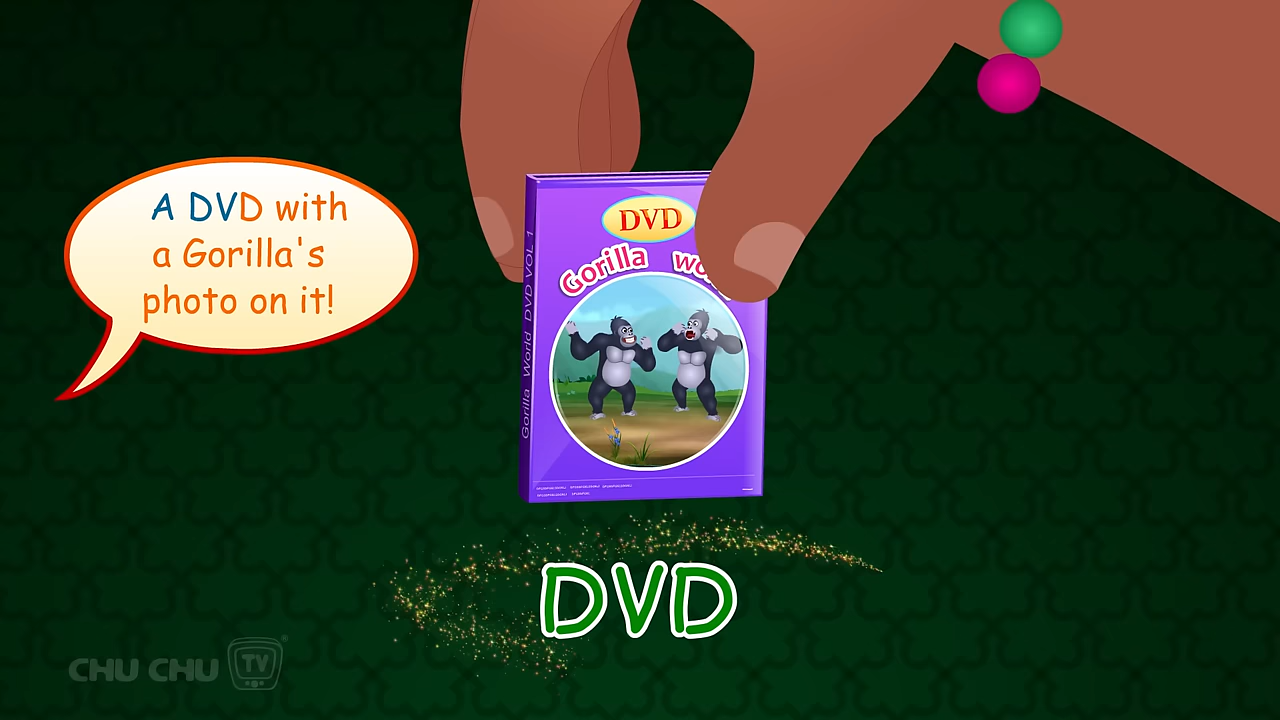 A DVD with
a Gorilla's
photo on it!
DVD
Gorilla
Gorilla World DVD VOL 1
DVD
CHU CHU TV